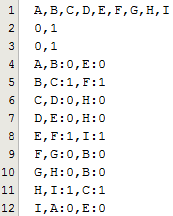 1 A,B,C,D,E,F,G,H,I
2 0,1
3 0,1
4 A,B:0,E:0
5 B,C:1,F:1
6 C,D:0,H:0
7 D,E:0,H:0
8 E,F:1,I:1
9 F,G:0,B:0
10 G,H:0,B:0
11 H,I:1,C:1
12 I,A:0,E:0